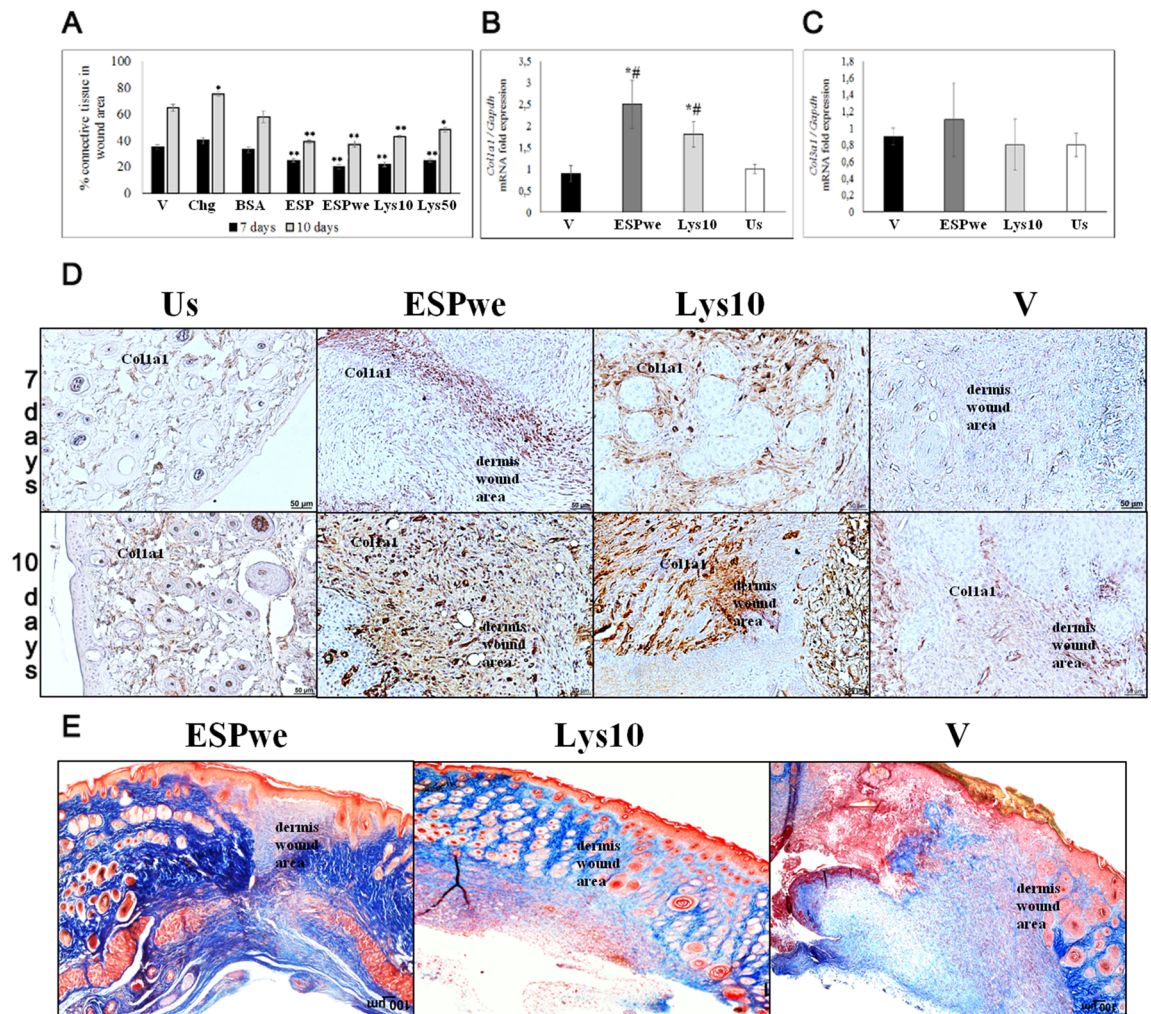 A
% connective tissue in
wound area
100
80
60
40
20
0
*
**
**
**
**
**
**
**
*
V Chg BSA ESP ESPwe Lys10 Lys50
7 days 10 days
B
Col1a1/Gapdh
mRNA fold expression
3,5
3
2,5
2
1,5
1
0,5
0
*#
*#
V ESPwe Lys10 Us
C
Col3a1/Gapdh
mRNA fold expression
1,8
1,6
1,4
1,2
1
0,8
0,6
0,4
0,2
0
V ESPwe Lys10 Us
D
Us ESPwe Lys10 V
7
d
a
y
s
Col1a1
50 µm
Col1a1
dermis
wound
area
50 µm
Col1a1
dermis
wound
area
50 µm
10
d
a
y
s
Col1a1
50 µm
Col1a1
dermis
wound
area
Col1a1
dermis
wound
area
Col1a1
dermis
wound
area
E
ESPwe Lys10 V
dermis
wound
area
100 µm
dermis
wound
area
dermis
wound
area
100 µm